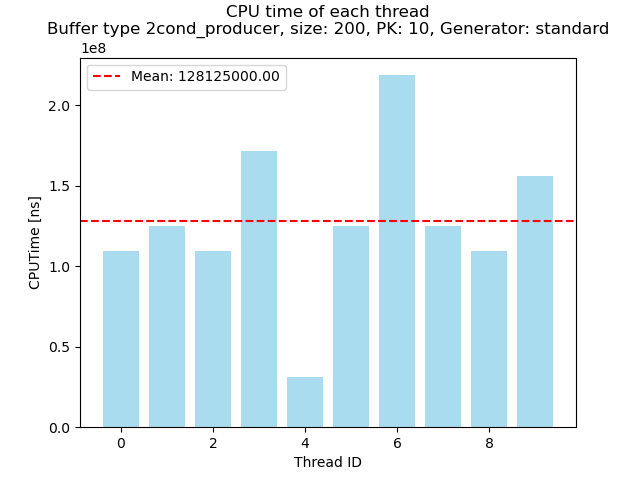 CPU time of each thread
Buffer type 2cond_producer, size: 200, PK: 10, Generator: standard
1e8
Mean: 128125000.00
2.0
1.5
1.0
0.5
0.0
CPUTime [ns]
0 2 4 6 8
Thread ID